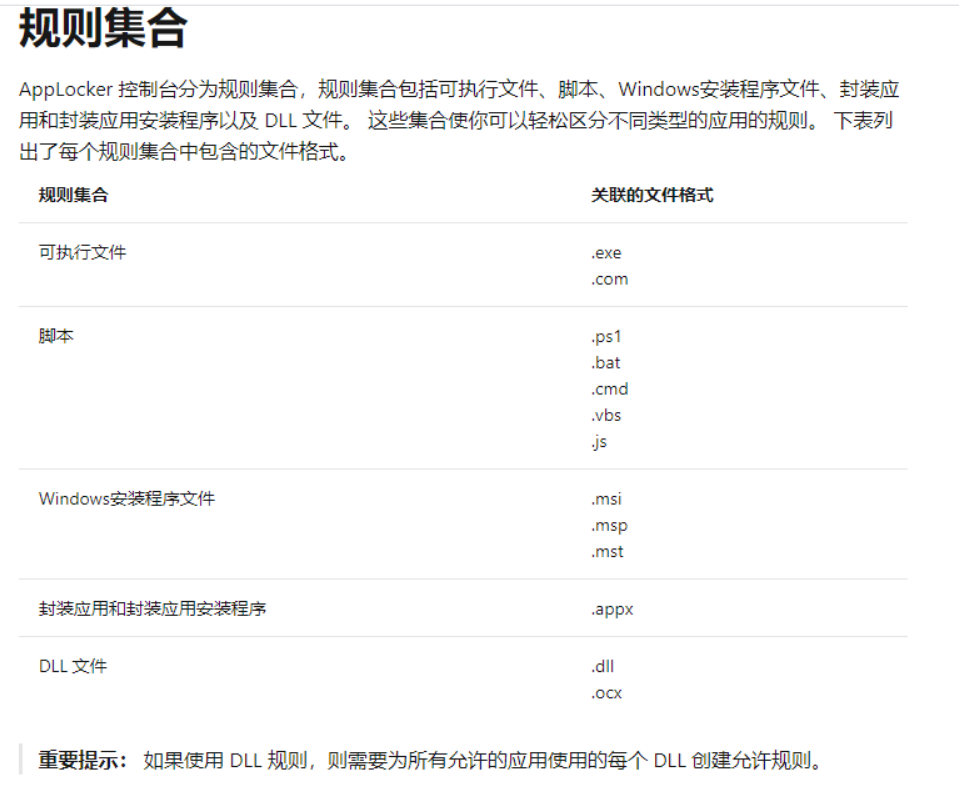 规则集合
AppLocker 控制台分为规则集合，规则集合包括可执行文件、脚本、Windows安装程序文件、封装应
用和封装应用安装程序以及 DLL 文件。 这些集合使你可以轻松区分不同类型的应用的规则。 下表列
出了每个规则集合中包含的文件格式。
规则集合 关联的文件格式
可执行文件 .exe
.com
脚本 .ps1
.bat
.cmd
.vbs
.js
Windows安装程序文件 .msi
.msp
.mst
封装应用和封装应用安装程序 .appx
DLL 文件 .dll
.ocx
重要提示： 如果使用 DLL 规则，则需要为所有允许的应用使用的每个 DLL 创建允许规则。